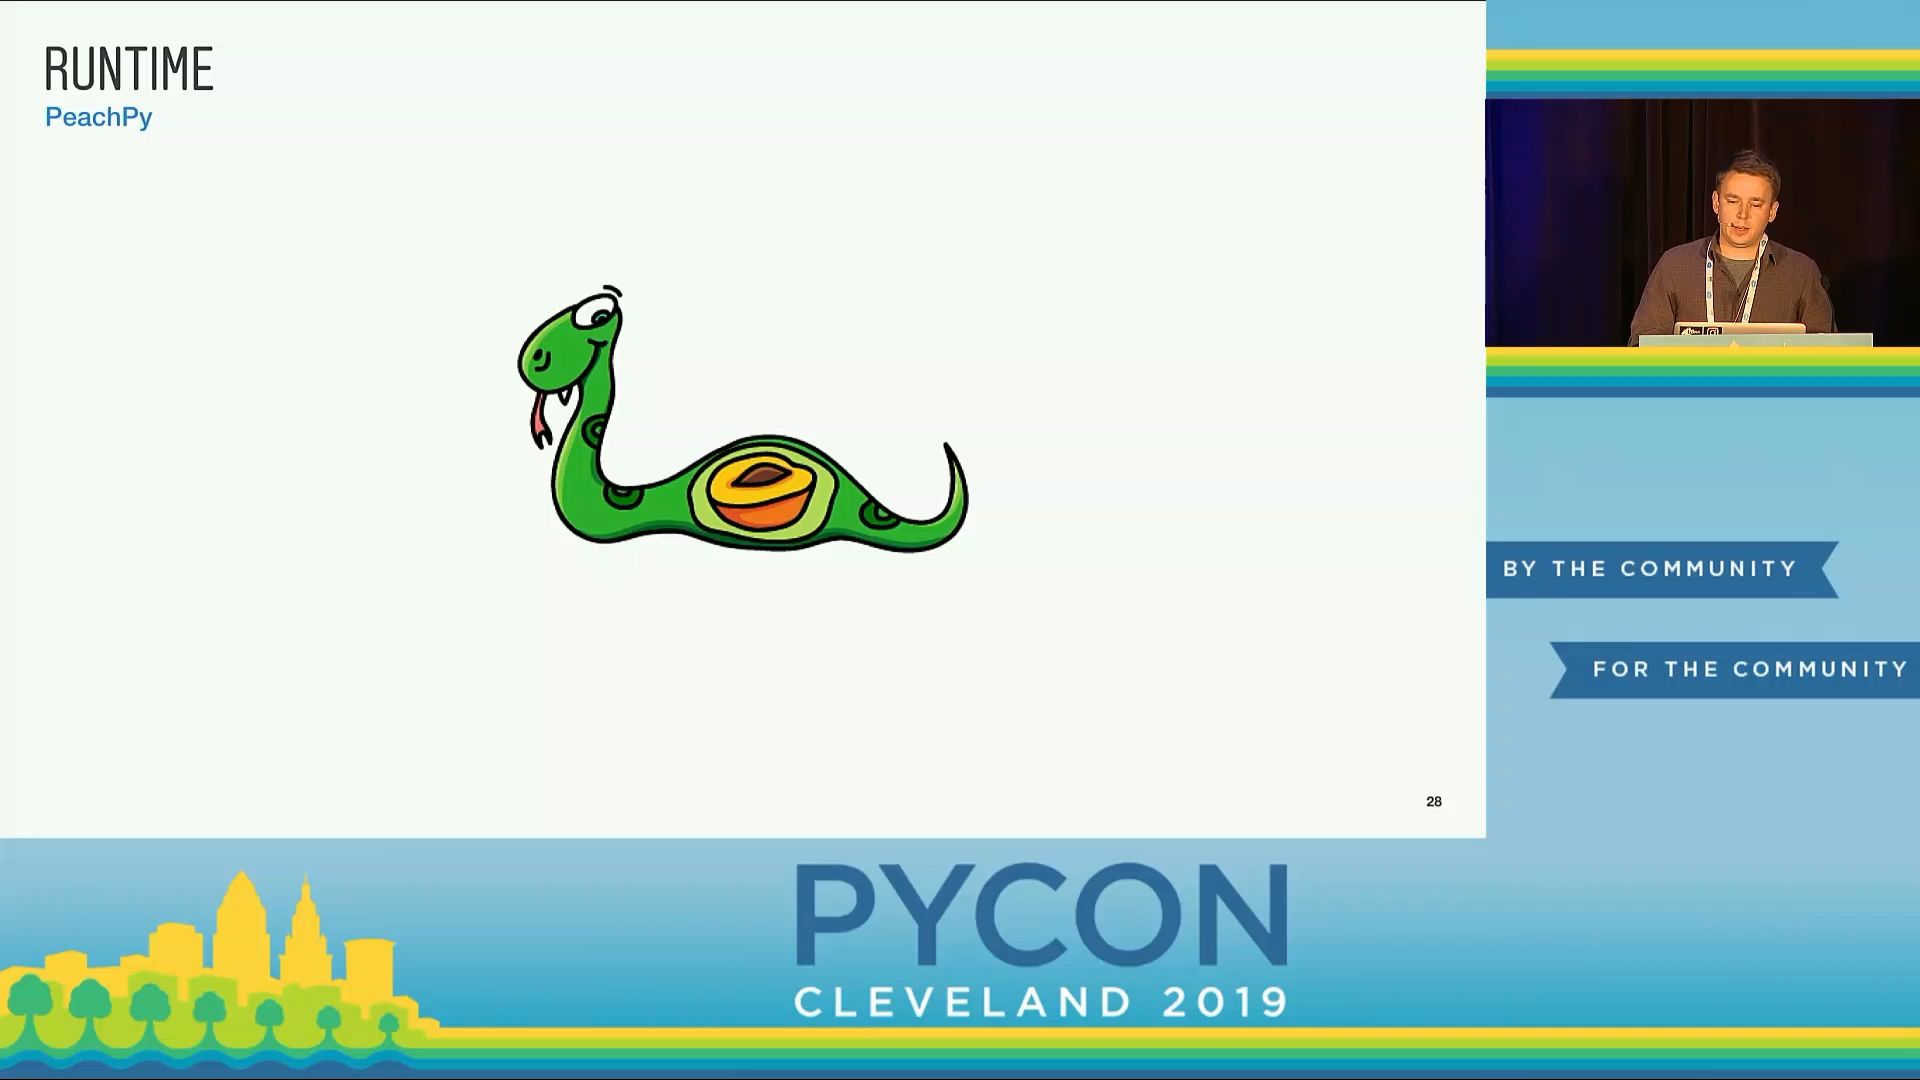 RUNTIME
PeachPy
28
BY THE COMMUNITY
FOR THE COMMUNITY
PYCON
CLEVELAND 2019